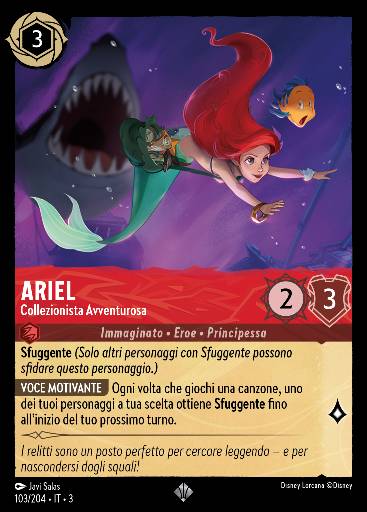 3
ARIEL
Collezionista Avventurosa
2
3
Immaginato • Eroe • Principessa
Sfuggente (Solo altri personaggi con Sfuggente possono
sfidare questo personaggio.)
VOCE MOTIVANTE Ogni volta che giochi una canzone, uno
dei tuoi personaggi a tua scelta ottiene Sfuggente fino
all'inizio del tuo prossimo turno.
I relitti sono un posto perfetto per cercare leggendo – e per
nascondersi dagli squali!
Javi Salas
103/204 • IT • 3
Disney Lorcana ©Disney